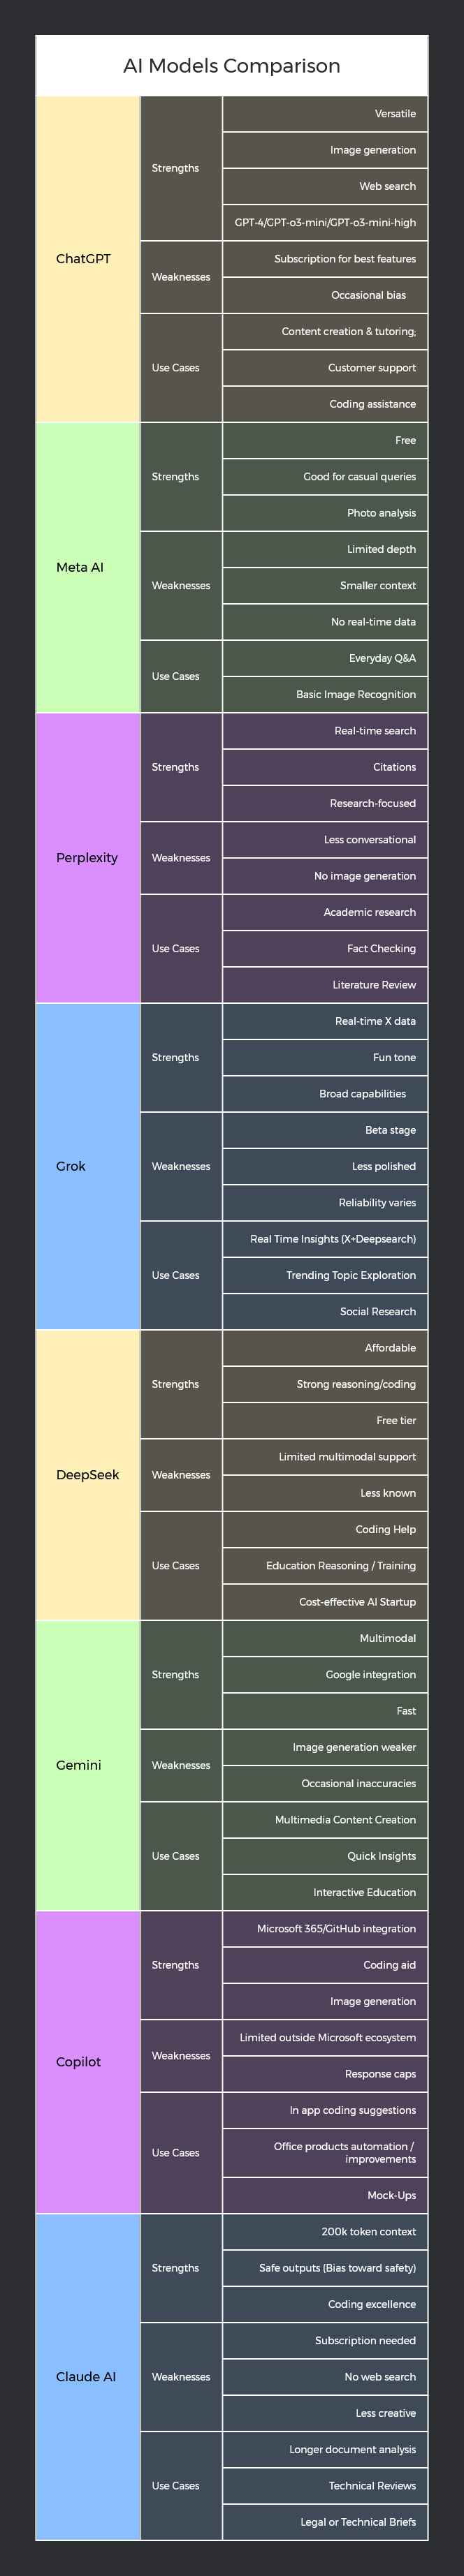 AI Models Comparison
ChatGPT
Strengths
Versatile
Image generation
Web search
GPT-4/GPT-o3-mini/GPT-o3-mini-high
Weaknesses
Subscription for best features
Occasional bias
Use Cases
Content creation & tutoring;
Customer support
Coding assistance
Meta AI
Strengths
Free
Good for casual queries
Photo analysis
Weaknesses
Limited depth
Smaller context
No real-time data
Use Cases
Everyday Q&A
Basic Image Recognition
Perplexity
Strengths
Real-time search
Citations
Research-focused
Weaknesses
Less conversational
No image generation
Use Cases
Academic research
Fact Checking
Literature Review
Grok
Strengths
Real-time X data
Fun tone
Broad capabilities
Weaknesses
Beta stage
Less polished
Reliability varies
Use Cases
Real Time Insights (X+Deepsearch)
Trending Topic Exploration
Social Research
DeepSeek
Strengths
Affordable
Strong reasoning/coding
Free tier
Weaknesses
Limited multimodal support
Less known
Use Cases
Coding Help
Education Reasoning / Training
Cost-effective AI Startup
Gemini
Strengths
Multimodal
Google integration
Fast
Weaknesses
Image generation weaker
Occasional inaccuracies
Use Cases
Multimedia Content Creation
Quick Insights
Interactive Education
Copilot
Strengths
Microsoft 365/GitHub integration
Coding aid
Image generation
Weaknesses
Limited outside Microsoft ecosystem
Response caps
Use Cases
In app coding suggestions
Office products automation /
improvements
Mock-Ups
Claude AI
Strengths
200k token context
Safe outputs (Bias toward safety)
Coding excellence
Weaknesses
Subscription needed
No web search
Less creative
Use Cases
Longer document analysis
Technical Reviews
Legal or Technical Briefs